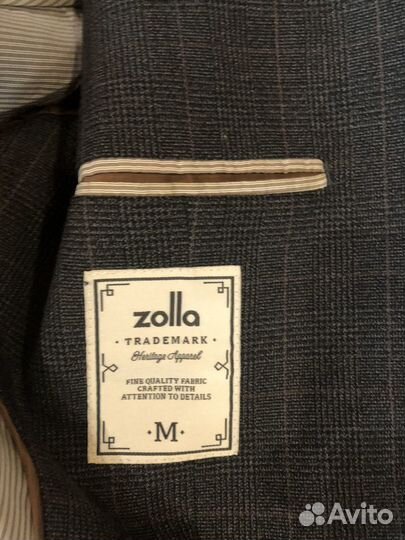 zolla
· TRADEMARK ·
Heritage Apparel
FINE QUALITY FABRIC
CRAFTED WITH
ATTENTION TO DETAILS
· M ·
Avito